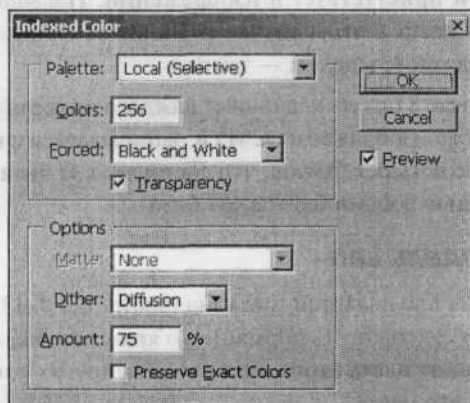 Indexed Color
Palette: Local (Selective)
OK
Colors: 256
Cancel
Forced: Black and White
Preview
Transparency
Options
Matte: None
Dither: Diffusion
Amount: 75 %
Preserve Exact Colors